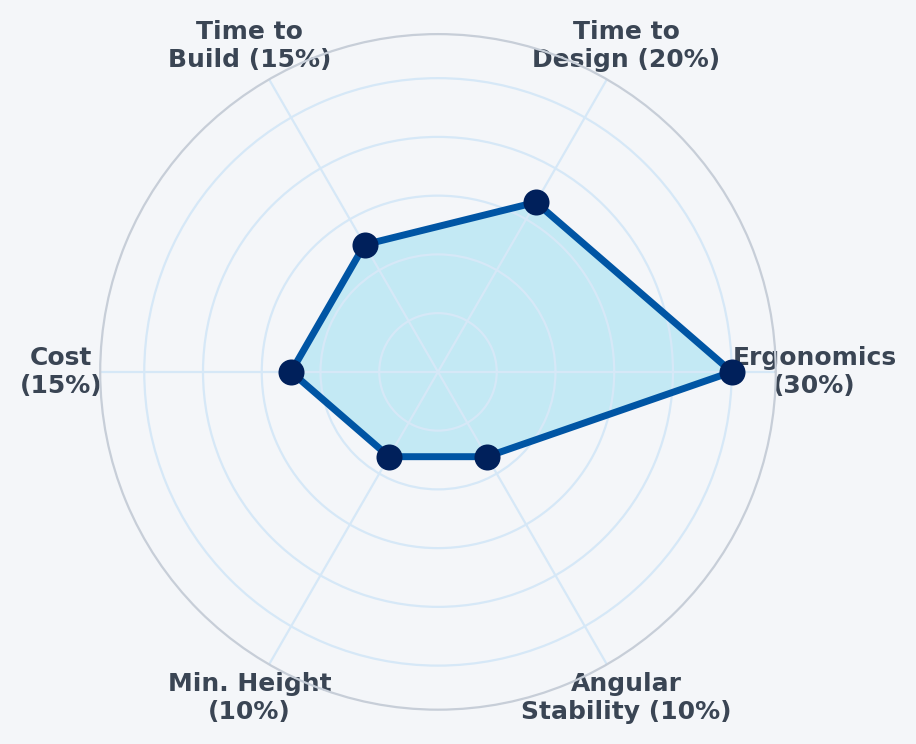 Time to
Build (15%)
Time to
Design (20%)
Cost
(15%)
Ergonomics
(30%)
Min. Height
(10%)
Angular
Stability (10%)